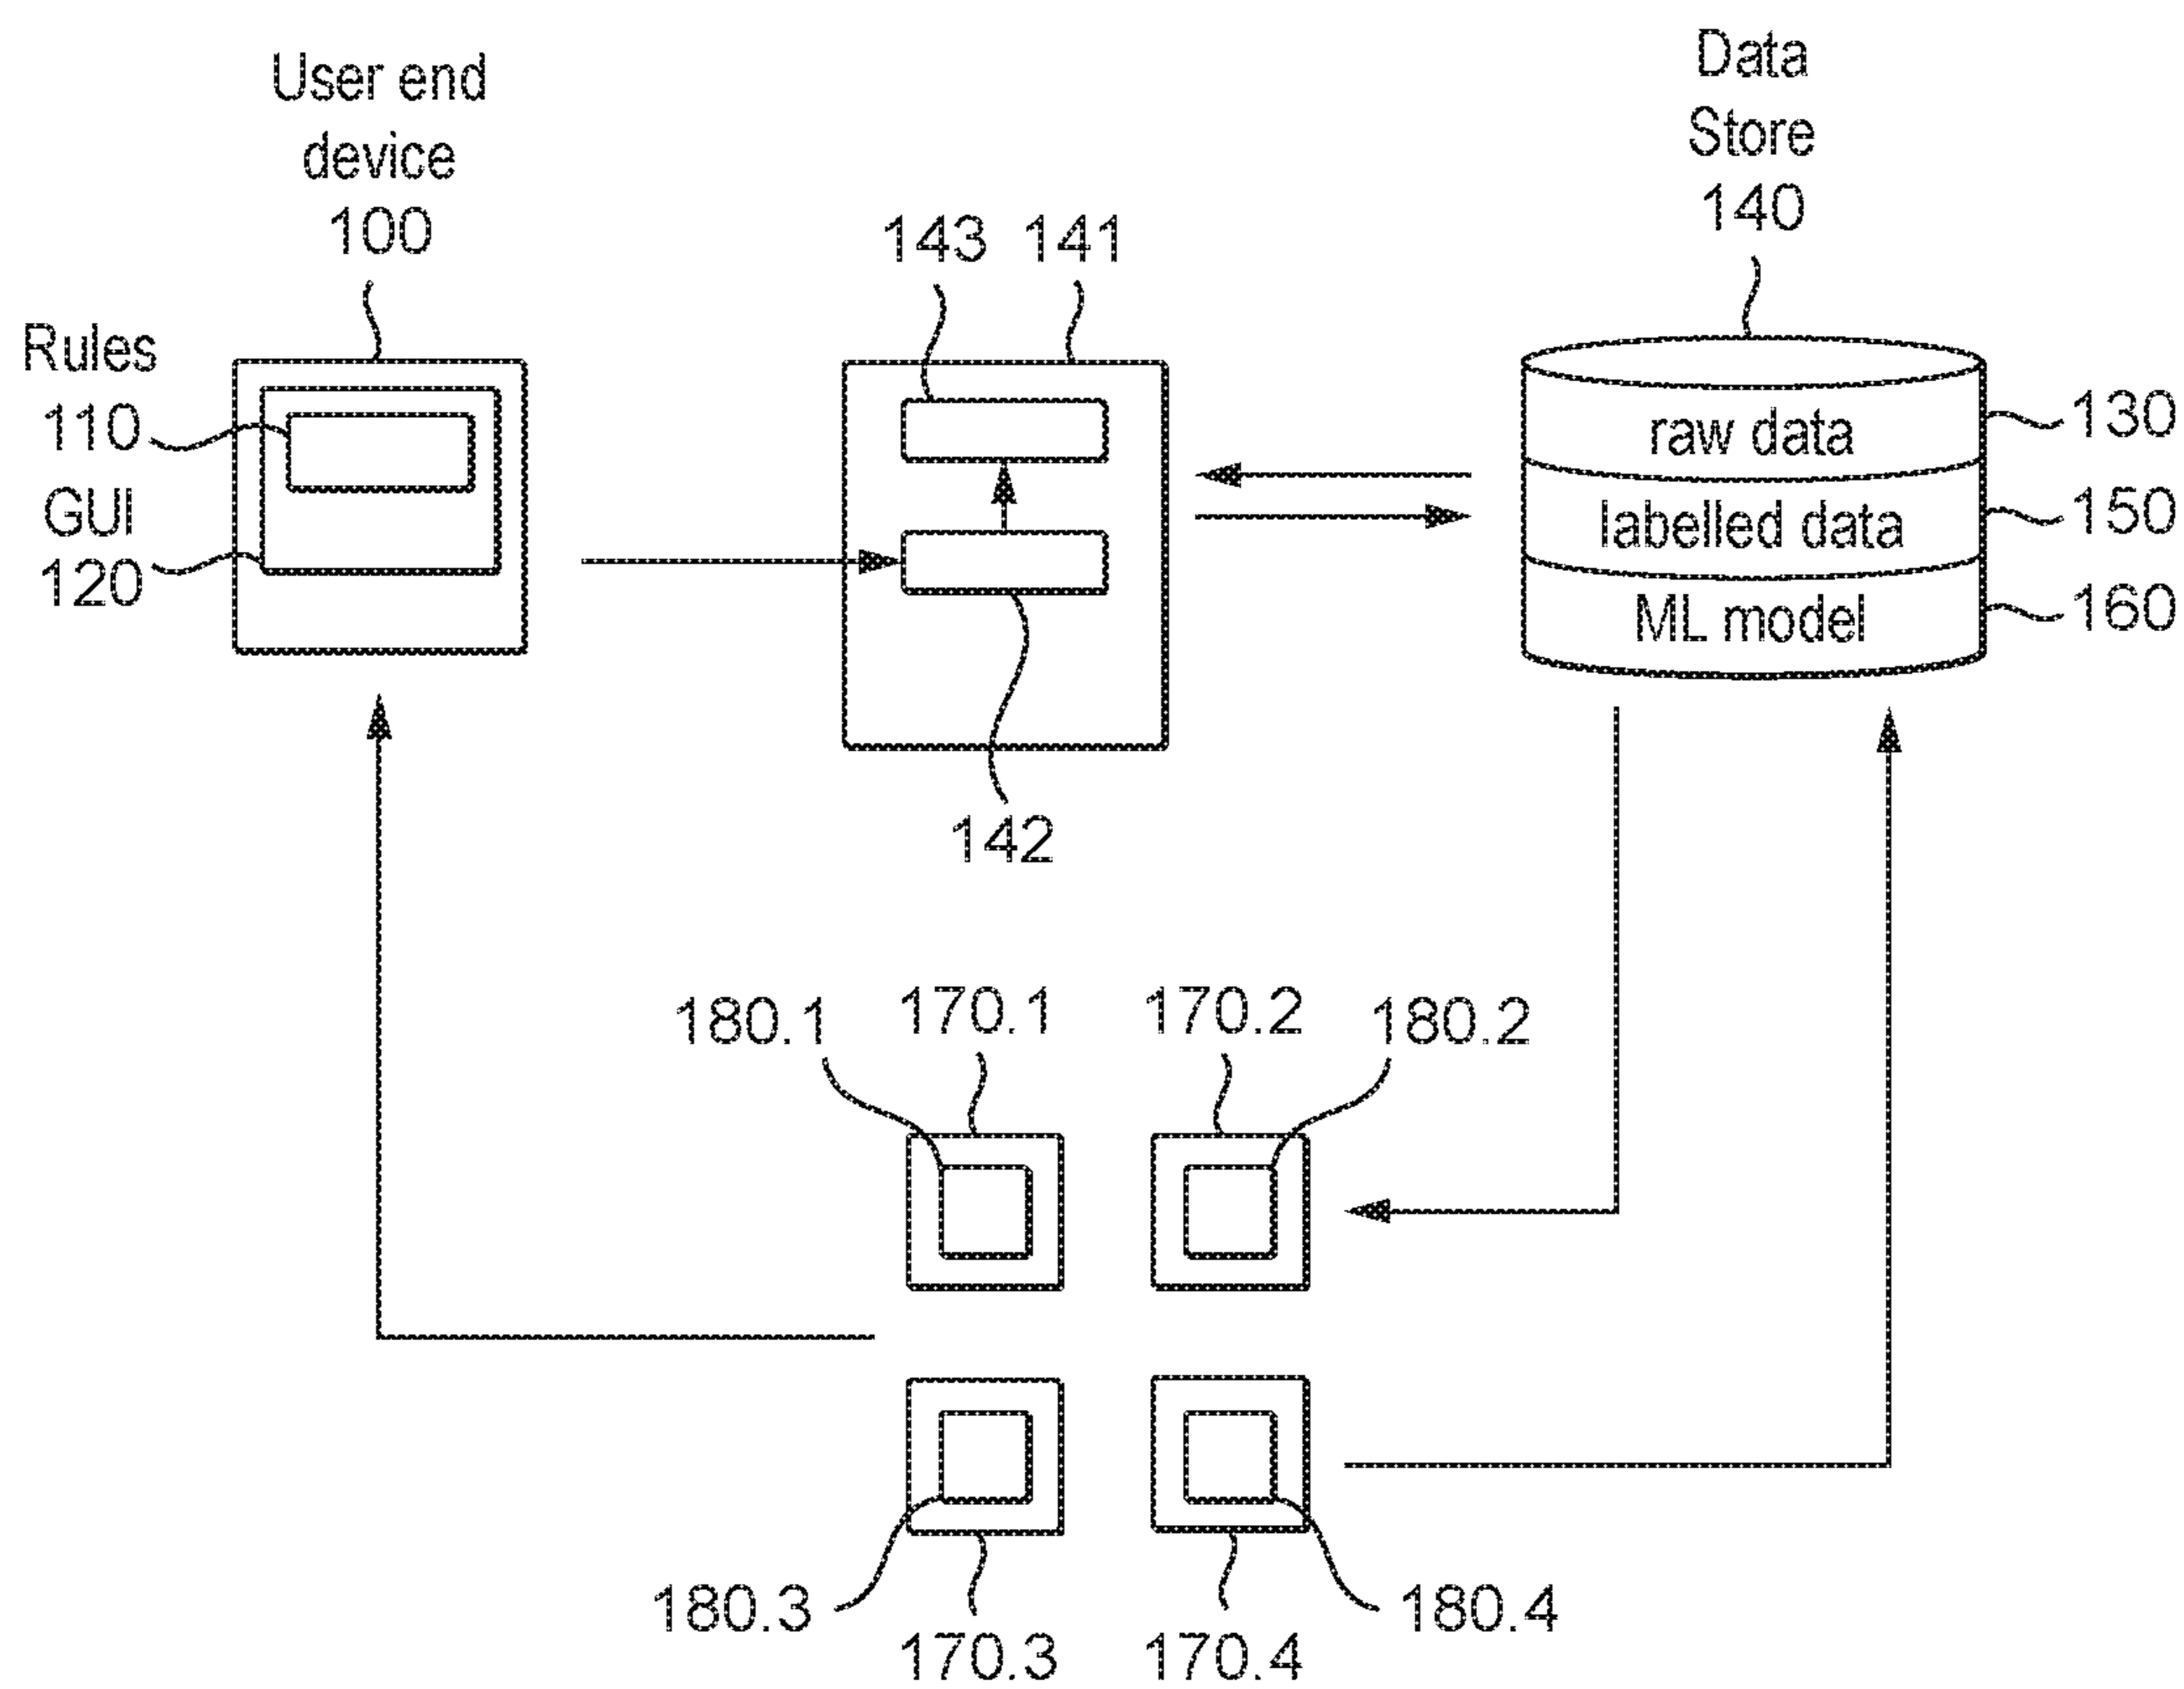 User end
device
100
Data
Store
140
143 141
Rules
110
GUI
120
raw data
130
labelled data
150
ML model
160
142
180.1 170.1 170.2 180.2
180.3
170.3
170.4
180.4